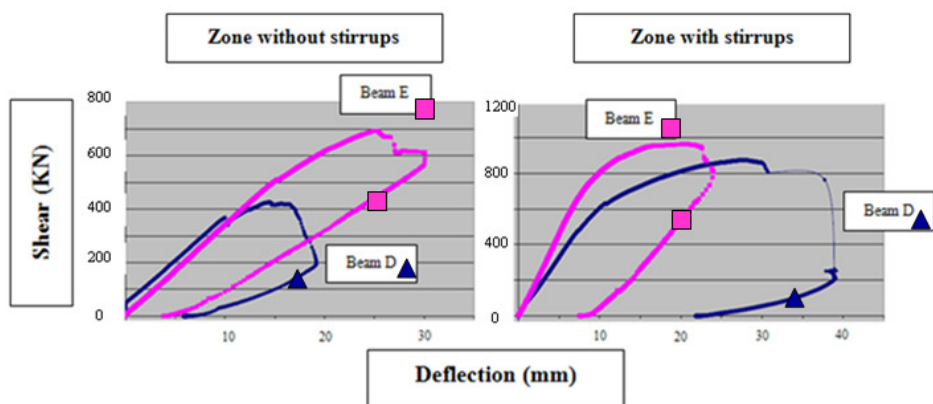 Zone without stirrups
Zone with stirrups
Shear (KN)
800
600
400
200
0
10
20
30
Beam E
Beam D
1200
800
400
0
0
10
20
30
40
Beam E
Beam D
Deflection (mm)